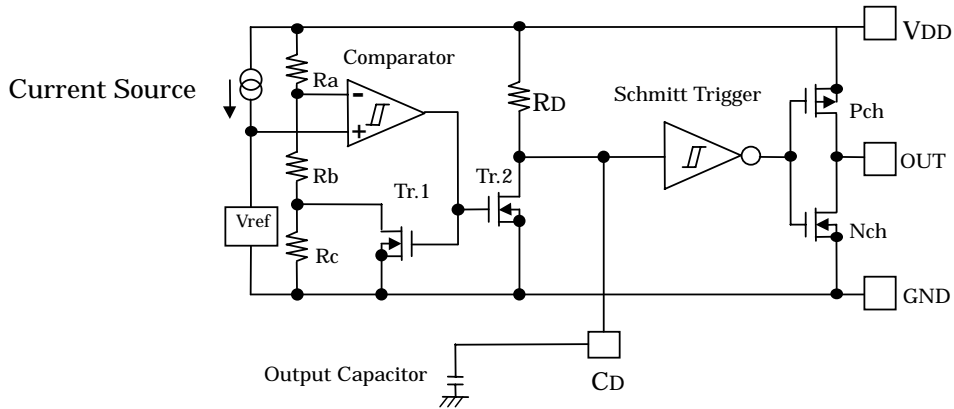 VDD
Comparator
Current Source
Ra
Schmitt Trigger
RD
Pch
-
+
OUT
Rb
Tr.1
Tr.2
Vref
Rc
Nch
GND
Output Capacitor
CD